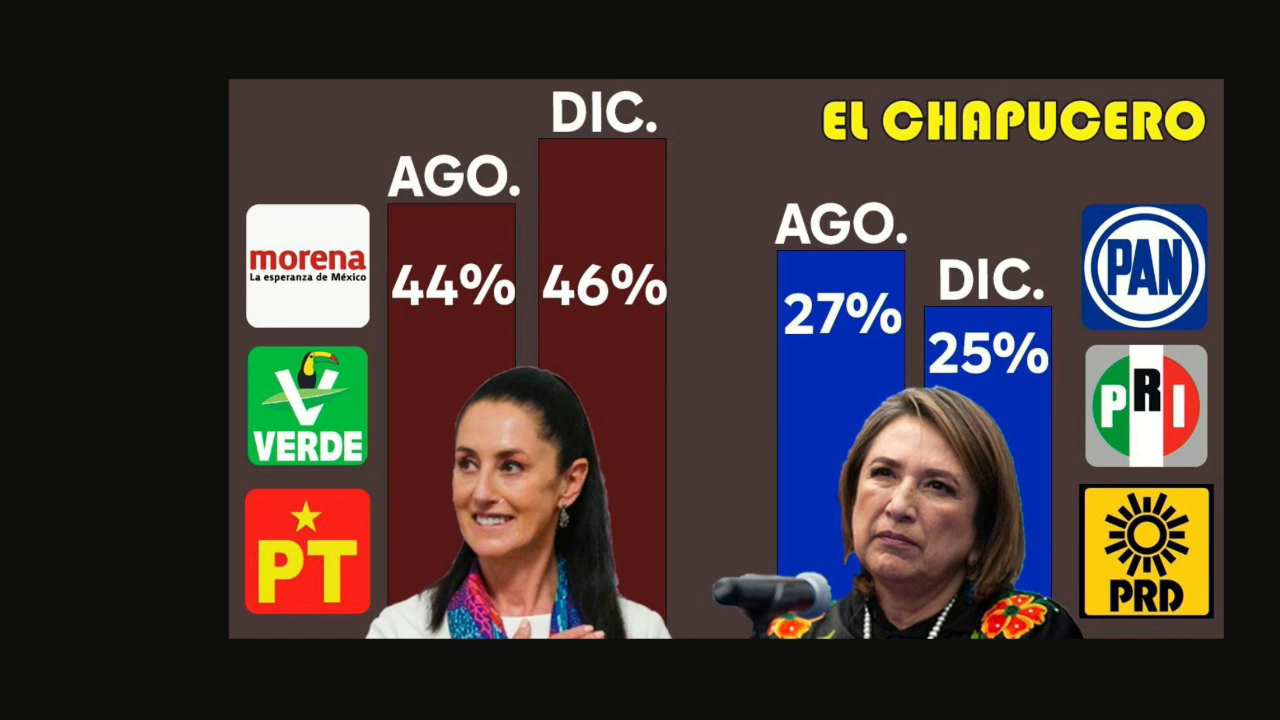 DIC.
EL CHAPUCERO
AGO.
AGO.
morena
La esperanza de México
44%
46%
DIC.
PAN
27%
25%
VERDE
PRI
PT
PRD